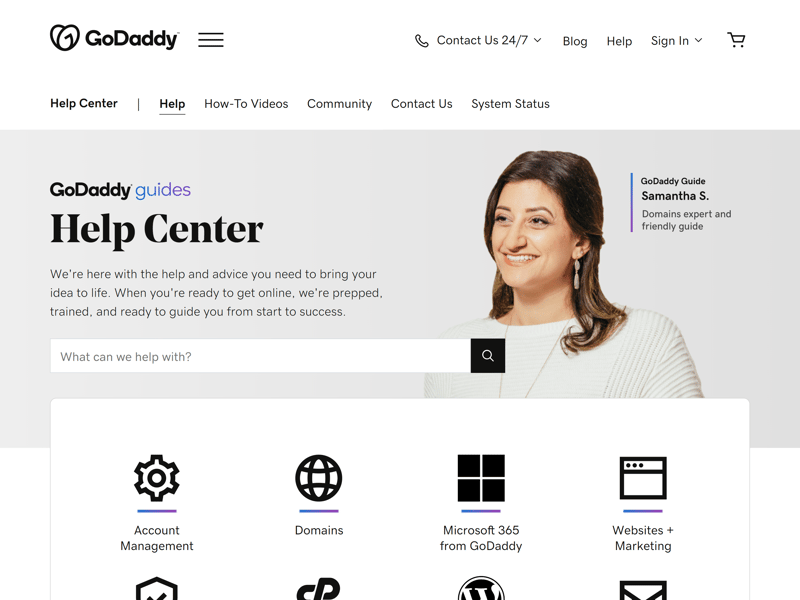 GoDaddy
Contact Us 24/7
Blog
Help
Sign In
Help Center
|
Help
How-To Videos
Community
Contact Us
System Status
GoDaddy guides
Help Center
We're here with the help and advice you need to bring your
idea to life. When you're ready to get online, we're prepped,
trained, and ready to guide you from start to success.
What can we help with?
GoDaddy Guide
Samantha S.
Domains expert and
friendly guide
Account
Management
Domains
Microsoft 365
from GoDaddy
Websites +
Marketing